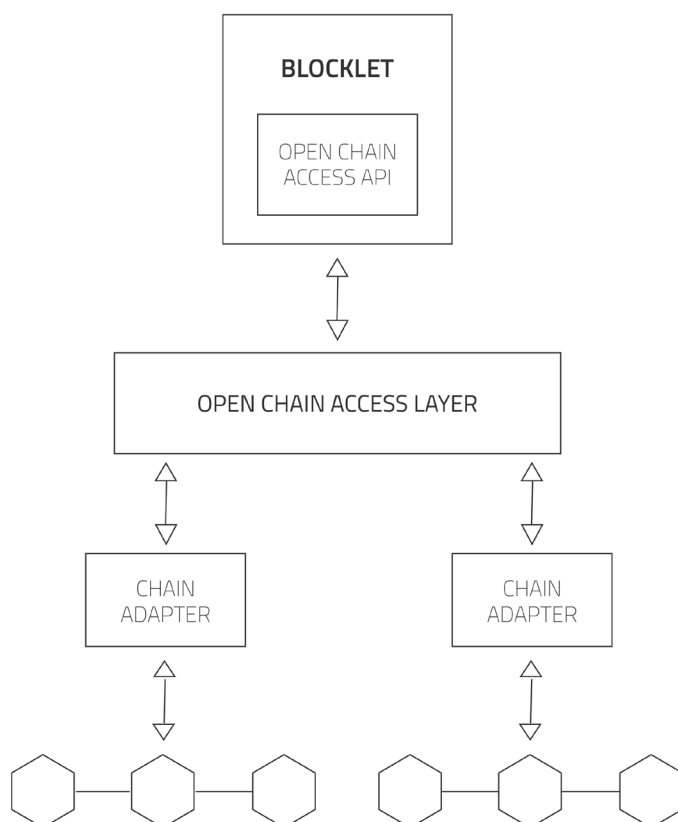 BLOCKLET
OPEN CHAIN
ACCESS API
OPEN CHAIN ACCESS LAYER
CHAIN
ADAPTER
CHAIN
ADAPTER